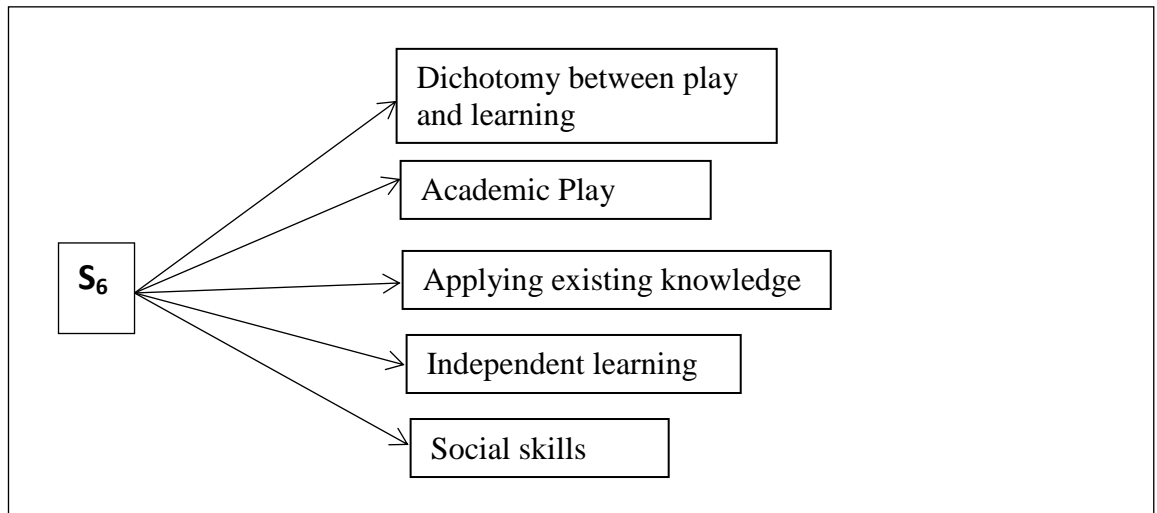 Dichotomy between play
and learning
Academic Play
S₆
Applying existing knowledge
Independent learning
Social skills